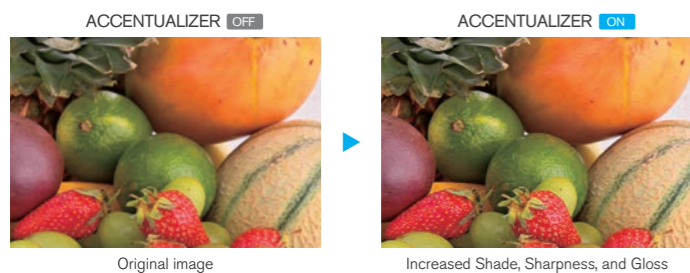 ACCENTUALIZER OFF
ACCENTUALIZER ON
Original image
Increased Shade, Sharpness, and Gloss